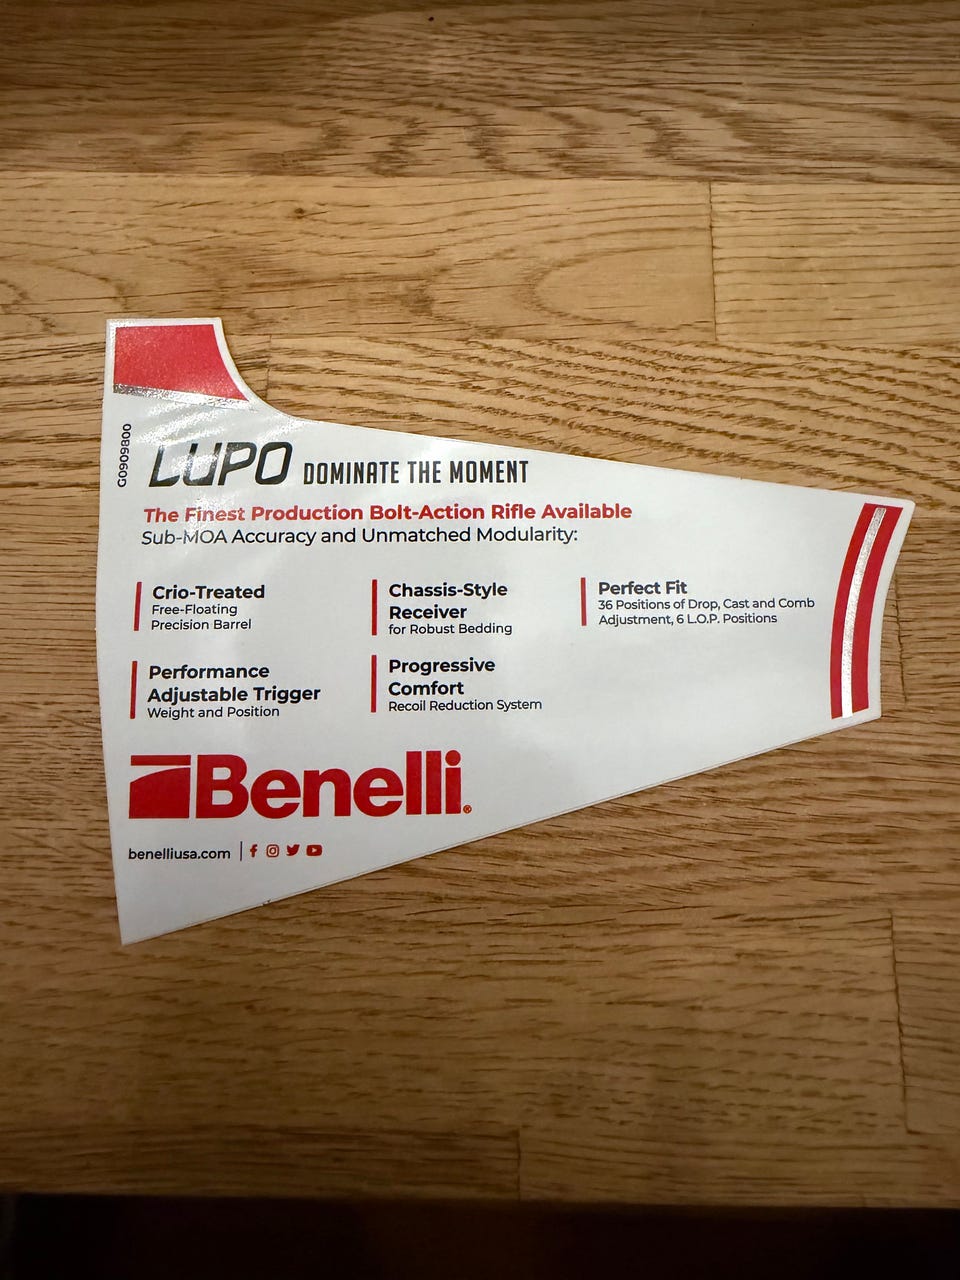 G0909800
LUPO DOMINATE THE MOMENT
The Finest Production Bolt-Action Rifle Available
Sub-MOA Accuracy and Unmatched Modularity:
Crio-Treated
Free-Floating
Precision Barrel
Chassis-Style
Receiver
for Robust Bedding
Perfect Fit
36 Positions of Drop, Cast and Comb
Adjustment, 6 L.O.P. Positions
Performance
Adjustable Trigger
Weight and Position
Progressive
Comfort
Recoil Reduction System
Benelli®
benelliusa.com